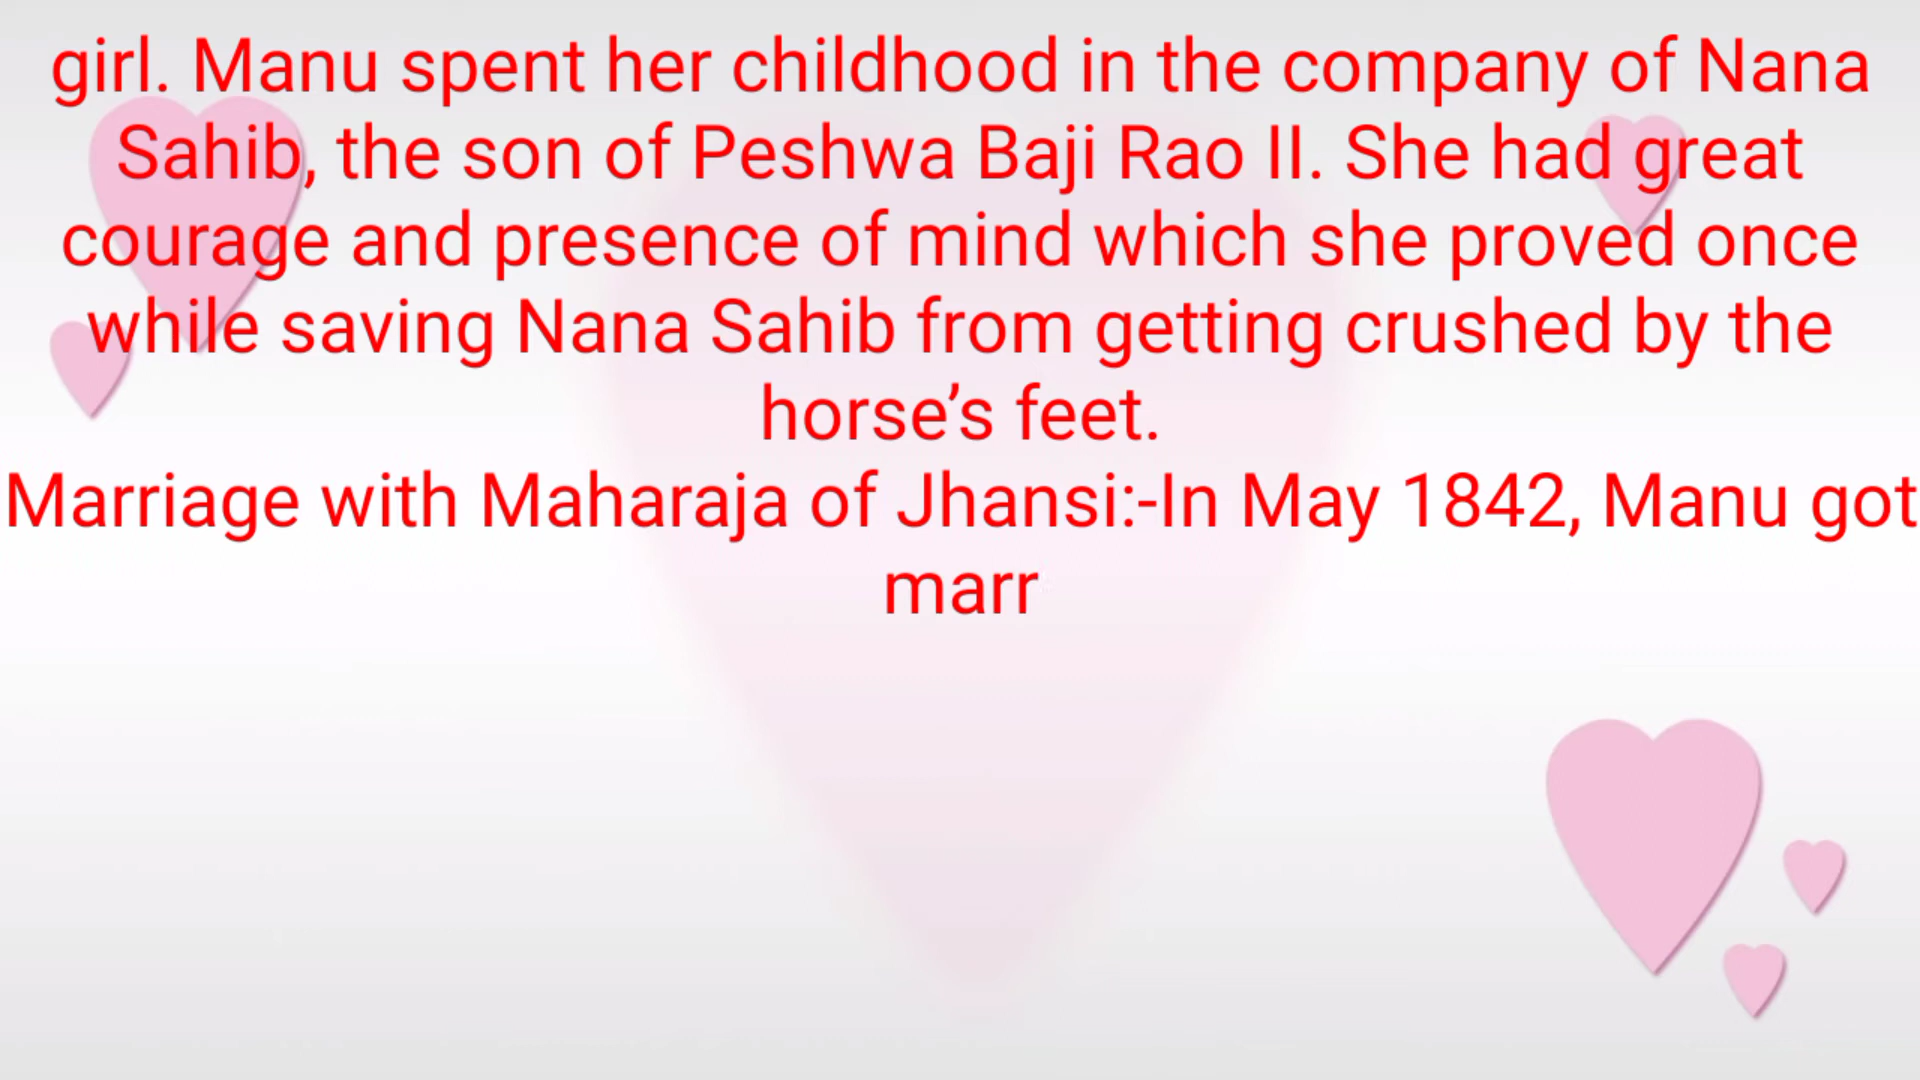 girl. Manu spent her childhood in the company of Nana
Sahib, the son of Peshwa Baji Rao II. She had great
courage and presence of mind which she proved once
while saving Nana Sahib from getting crushed by the
horse’s feet.
Marriage with Maharaja of Jhansi:-In May 1842, Manu got
marr